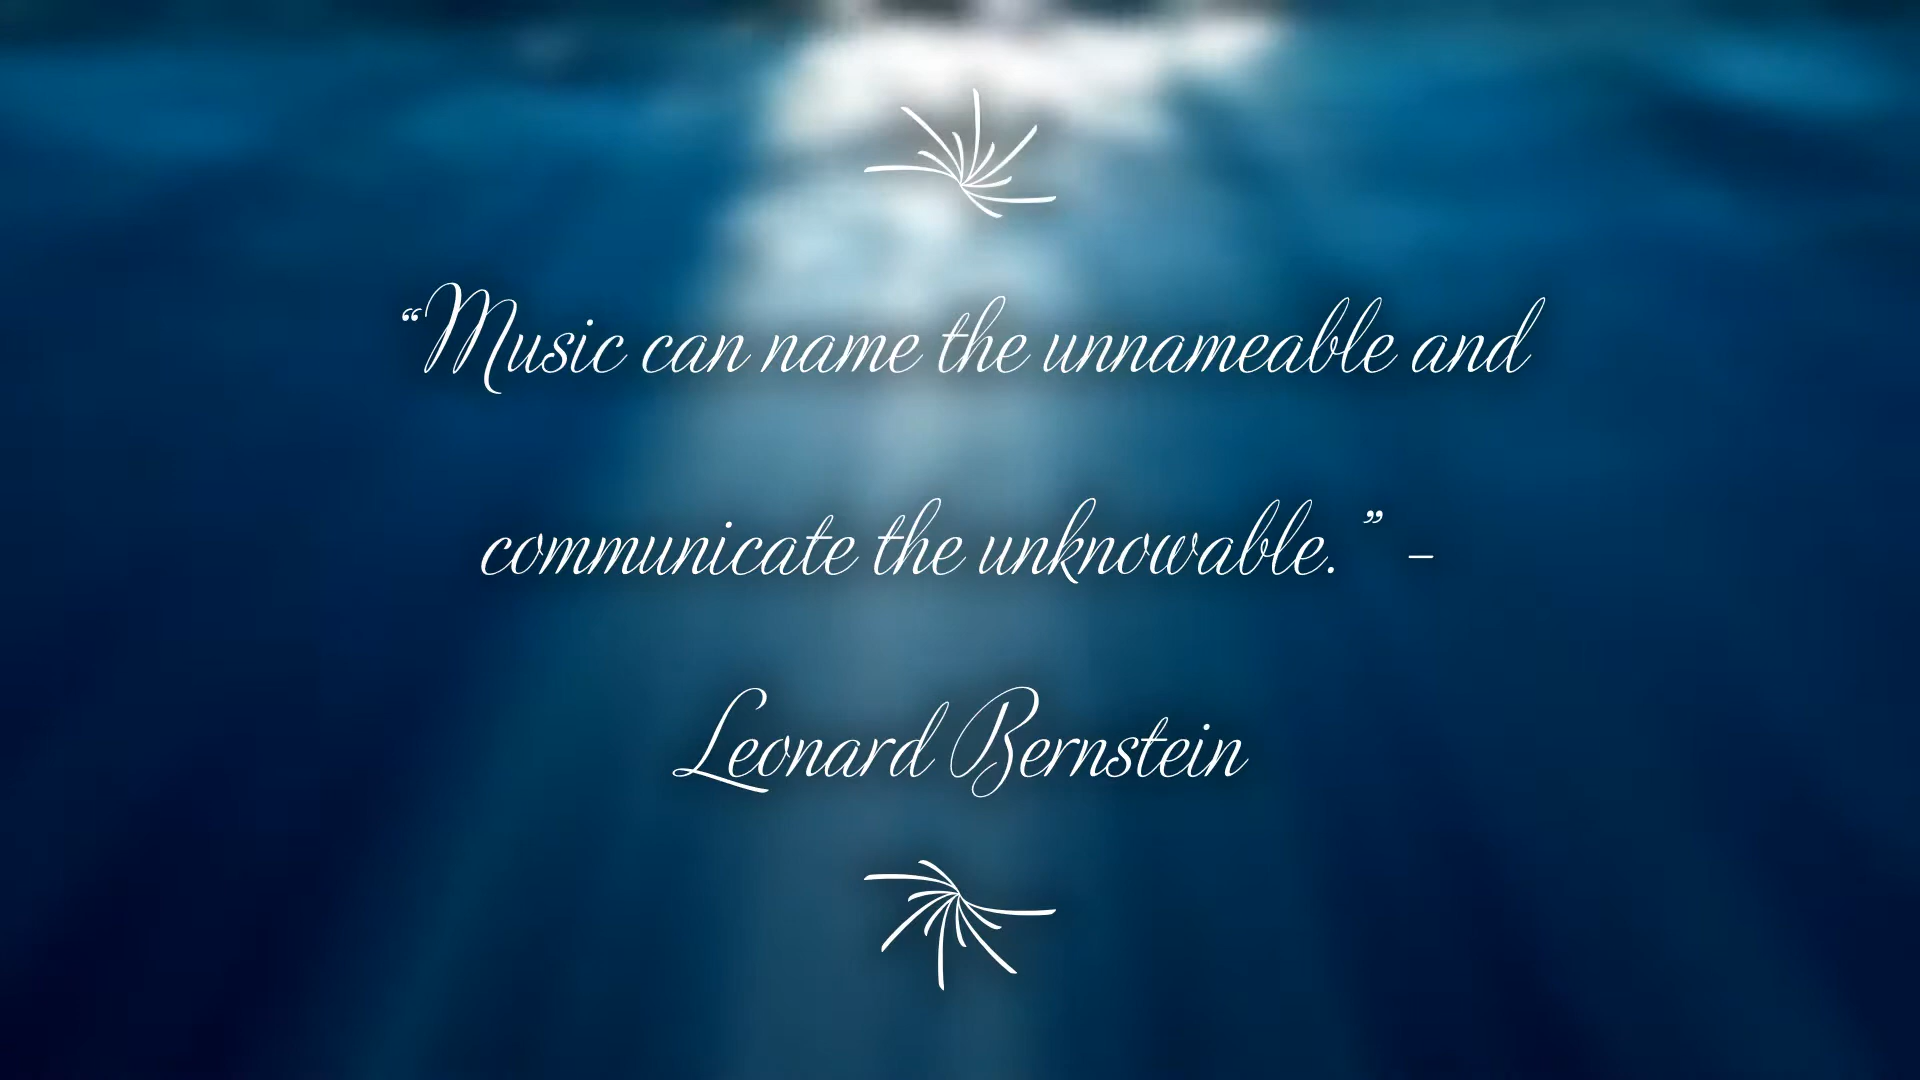 “Music can name the unnameable and
communicate the unknowable.” –
Leonard Bernstein